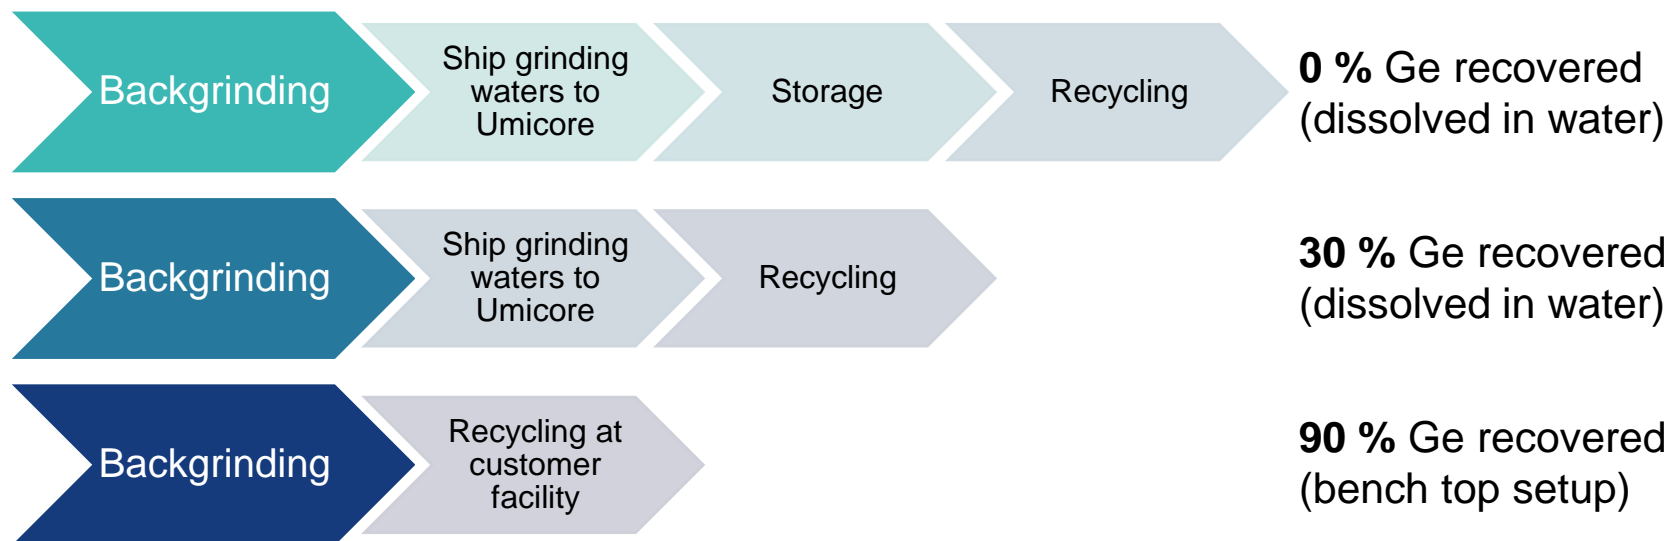 Backgrinding
Ship grinding
waters to
Umicore
Storage
Recycling
0 % Ge recovered
(dissolved in water)
Backgrinding
Ship grinding
waters to
Umicore
Recycling
30 % Ge recovered
(dissolved in water)
Backgrinding
Recycling at
customer
facility
90 % Ge recovered
(bench top setup)